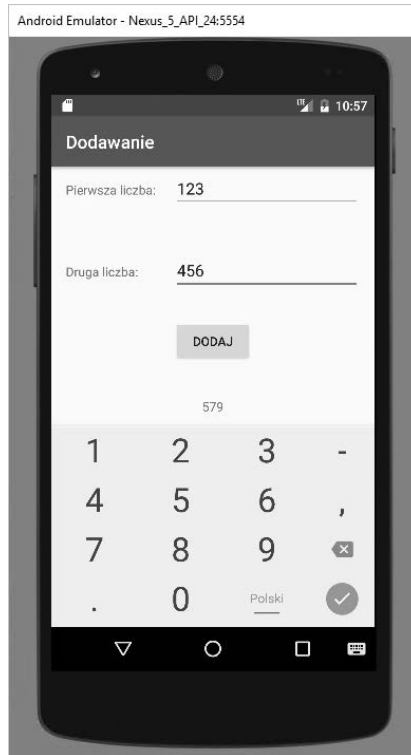 Android Emulator - Nexus_5_API_24:5554
LTE 10:57
Dodawanie
Pierwsza liczba: 123
Druga liczba: 456
DODAJ
579
1 2 3 -
4 5 6 ,
7 8 9
. 0 Polski